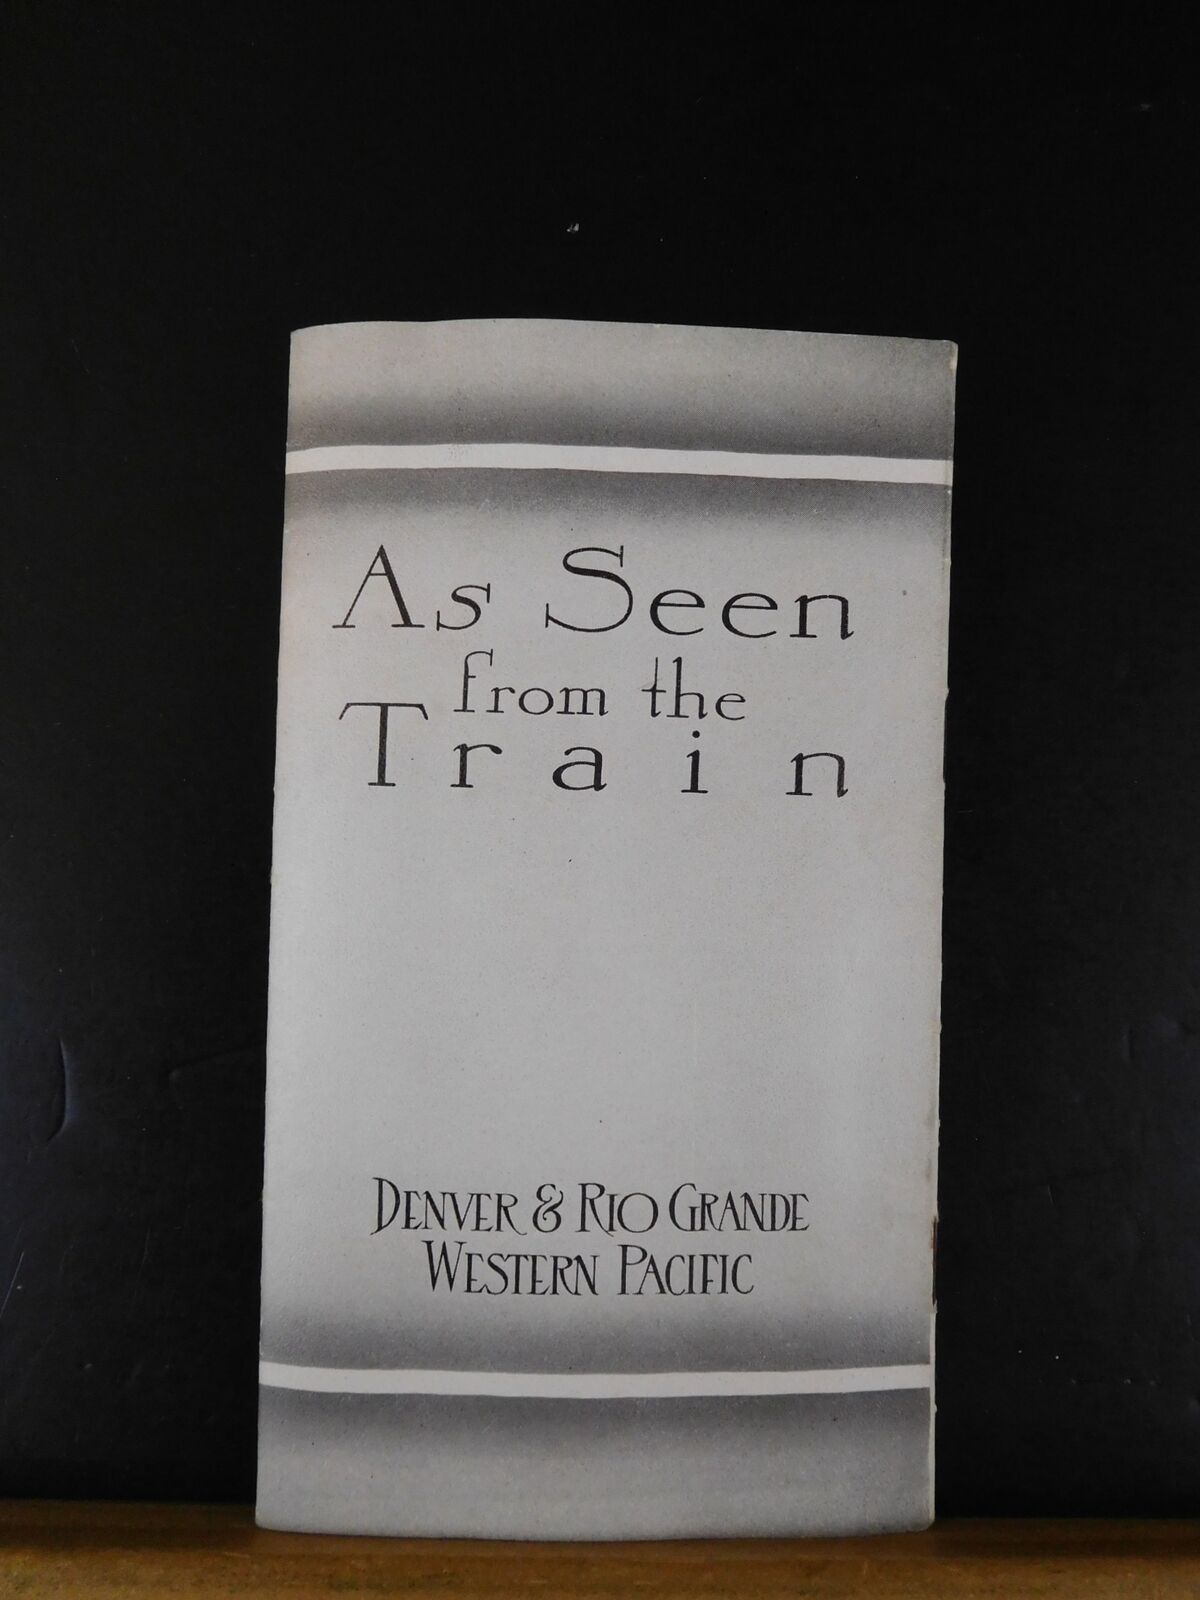 As Seen
from the
Train
DENVER & RIO GRANDE
WESTERN PACIFIC